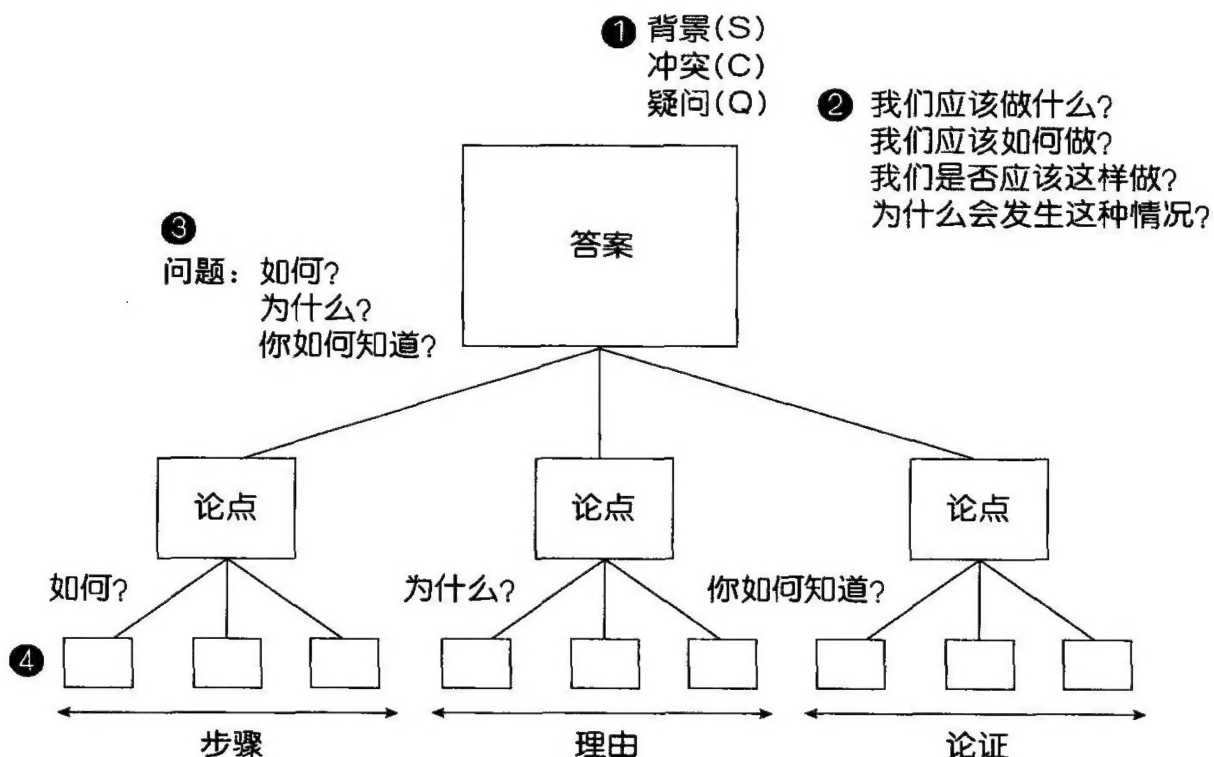 ❶ 背景(S)
冲突(C)
疑问(Q)
❷ 我们应该做什么?
我们应该如何做?
我们是否应该这样做?
为什么会发生这种情况?
答案
❸
问题：如何?
为什么?
你如何知道?
论点
论点
论点
如何?
为什么?
你如何知道?
❹
步骤
理由
论证